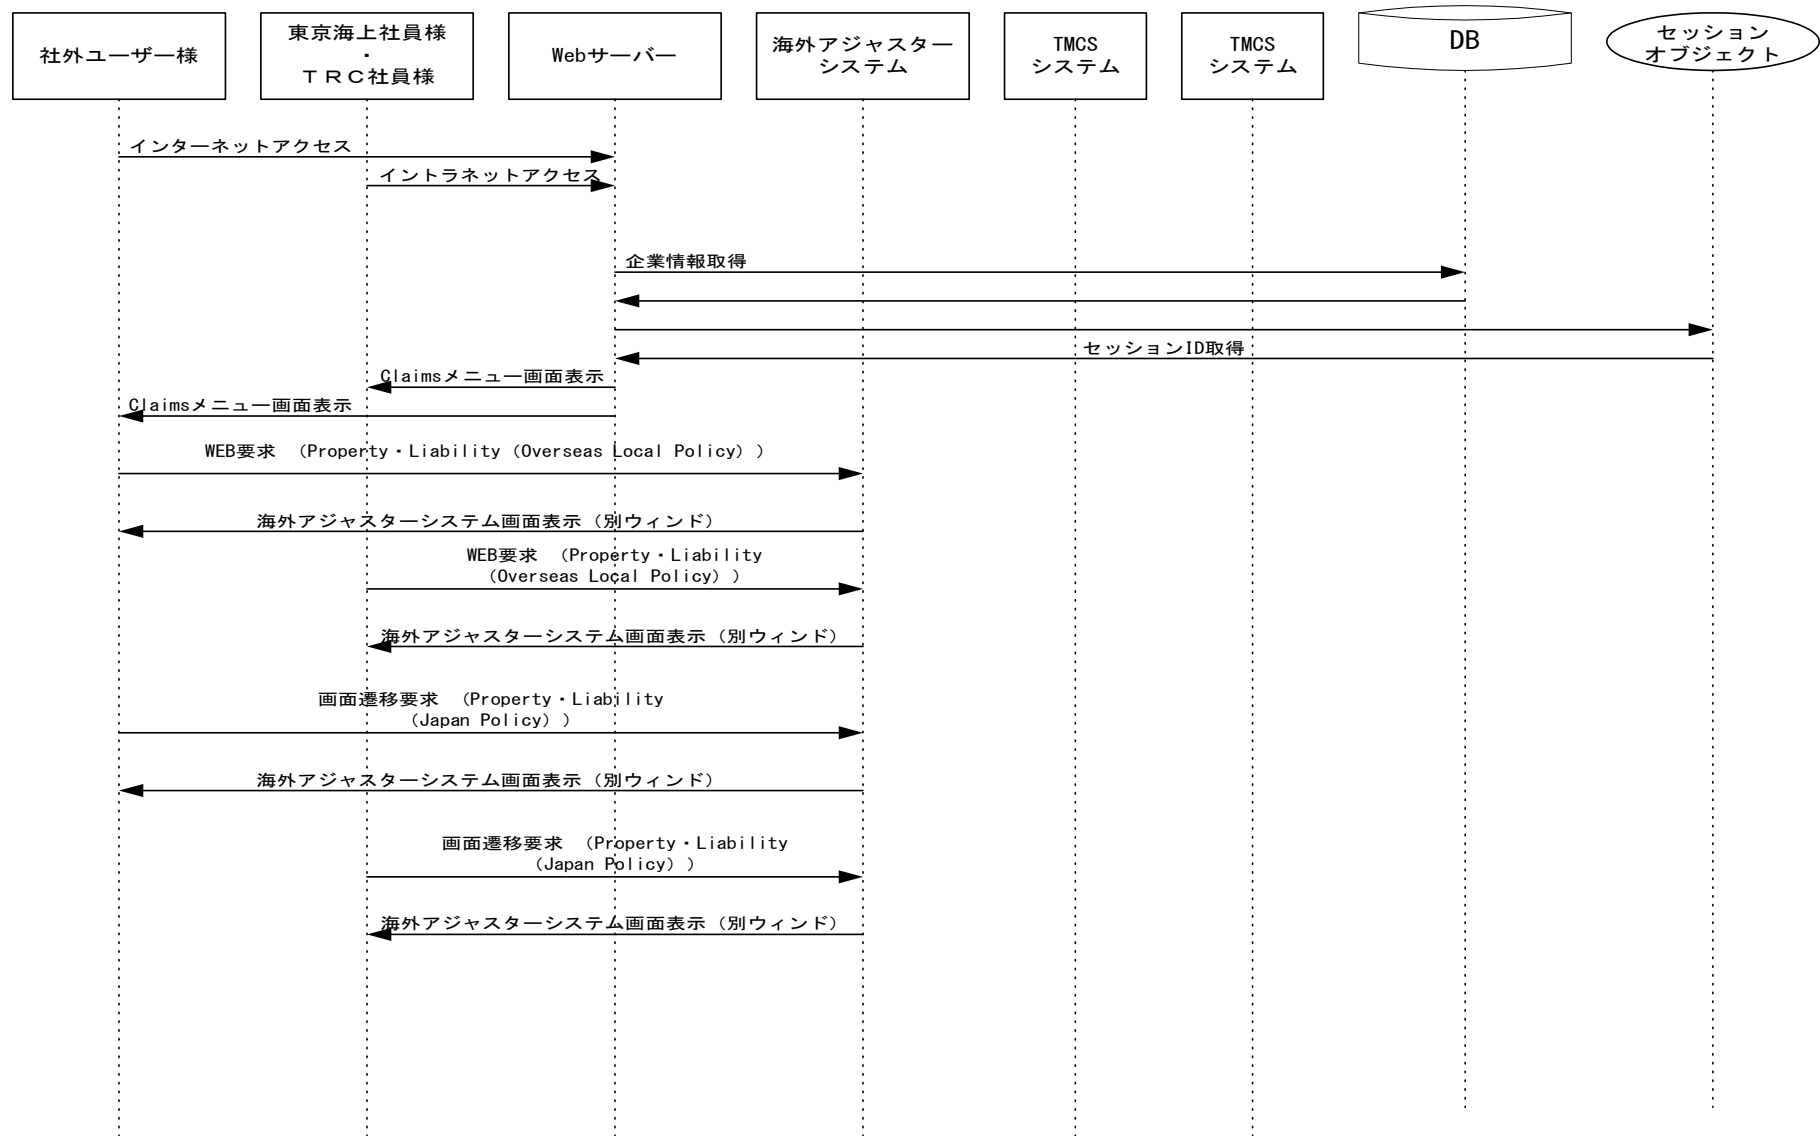 社外ユーザー様
東京海上社員様
・
ＴＲＣ社員様
Webサーバー
海外アジャスター
システム
TMCS
システム
TMCS
システム
DB
セッション
オブジェクト
インターネットアクセス
イントラネットアクセス
企業情報取得
セッションID取得
Claimsメニュー画面表示
Claimsメニュー画面表示
WEB要求　（Property・Liability（Overseas Local Policy））
海外アジャスターシステム画面表示（別ウィンド）
WEB要求　（Property・Liability
（Overseas Local Policy））
海外アジャスターシステム画面表示（別ウィンド）
画面遷移要求　（Property・Liability
（Japan Policy））
海外アジャスターシステム画面表示（別ウィンド）
画面遷移要求　（Property・Liability
（Japan Policy））
海外アジャスターシステム画面表示（別ウィンド）